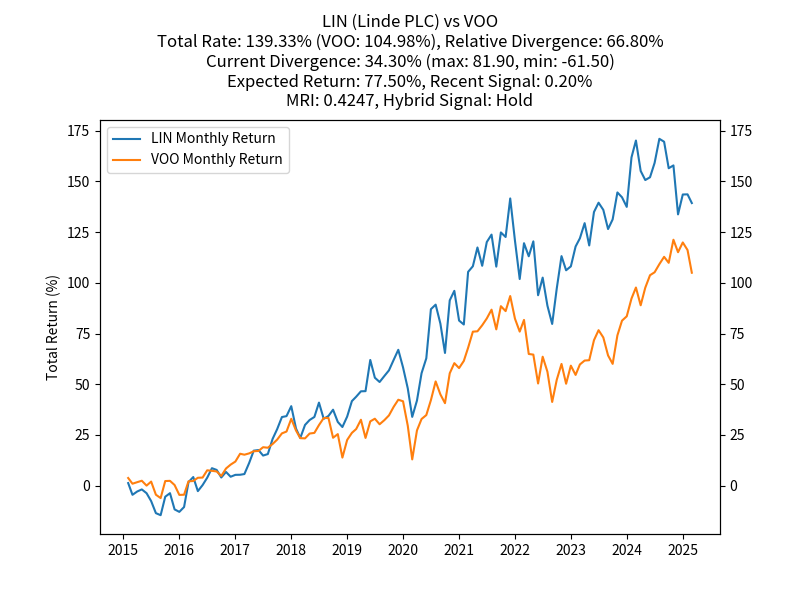 LIN (Linde PLC) vs VOO
Total Rate: 139.33% (VOO: 104.98%), Relative Divergence: 66.80%
Current Divergence: 34.30% (max: 81.90, min: -61.50)
Expected Return: 77.50%, Recent Signal: 0.20%
MRI: 0.4247, Hybrid Signal: Hold
LIN Monthly Return
VOO Monthly Return
175 175
150 150
125 125
100 100
75 75
50 50
25 25
0 0
Total Return (%)
2015 2016 2017 2018 2019 2020 2021 2022 2023 2024 2025